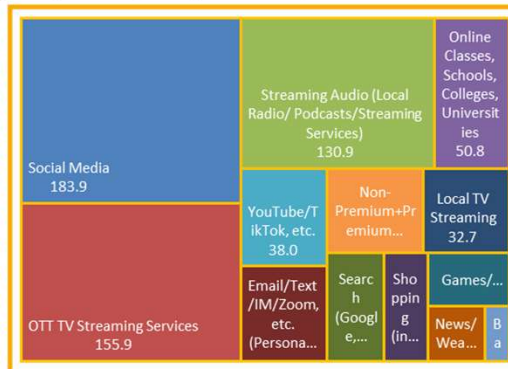 Social Media
183.9
OTT TV Streaming Services
155.9
Streaming Audio (Local
Radio/ Podcasts/Streaming
Services)
130.9
Online
Classes,
Schools,
Colleges,
Universit
ies
50.8
YouTube/T
ikTok, etc.
38.0
Non-
Premium+Pr
emium...
Local TV
Streaming
32.7
Email/Text
/IM/Zoom,
etc.
(Persona...
Searc
h
(Googl
e,...
Sho
ppin
g
(in...
Games/...
News/
Wea...
Ba